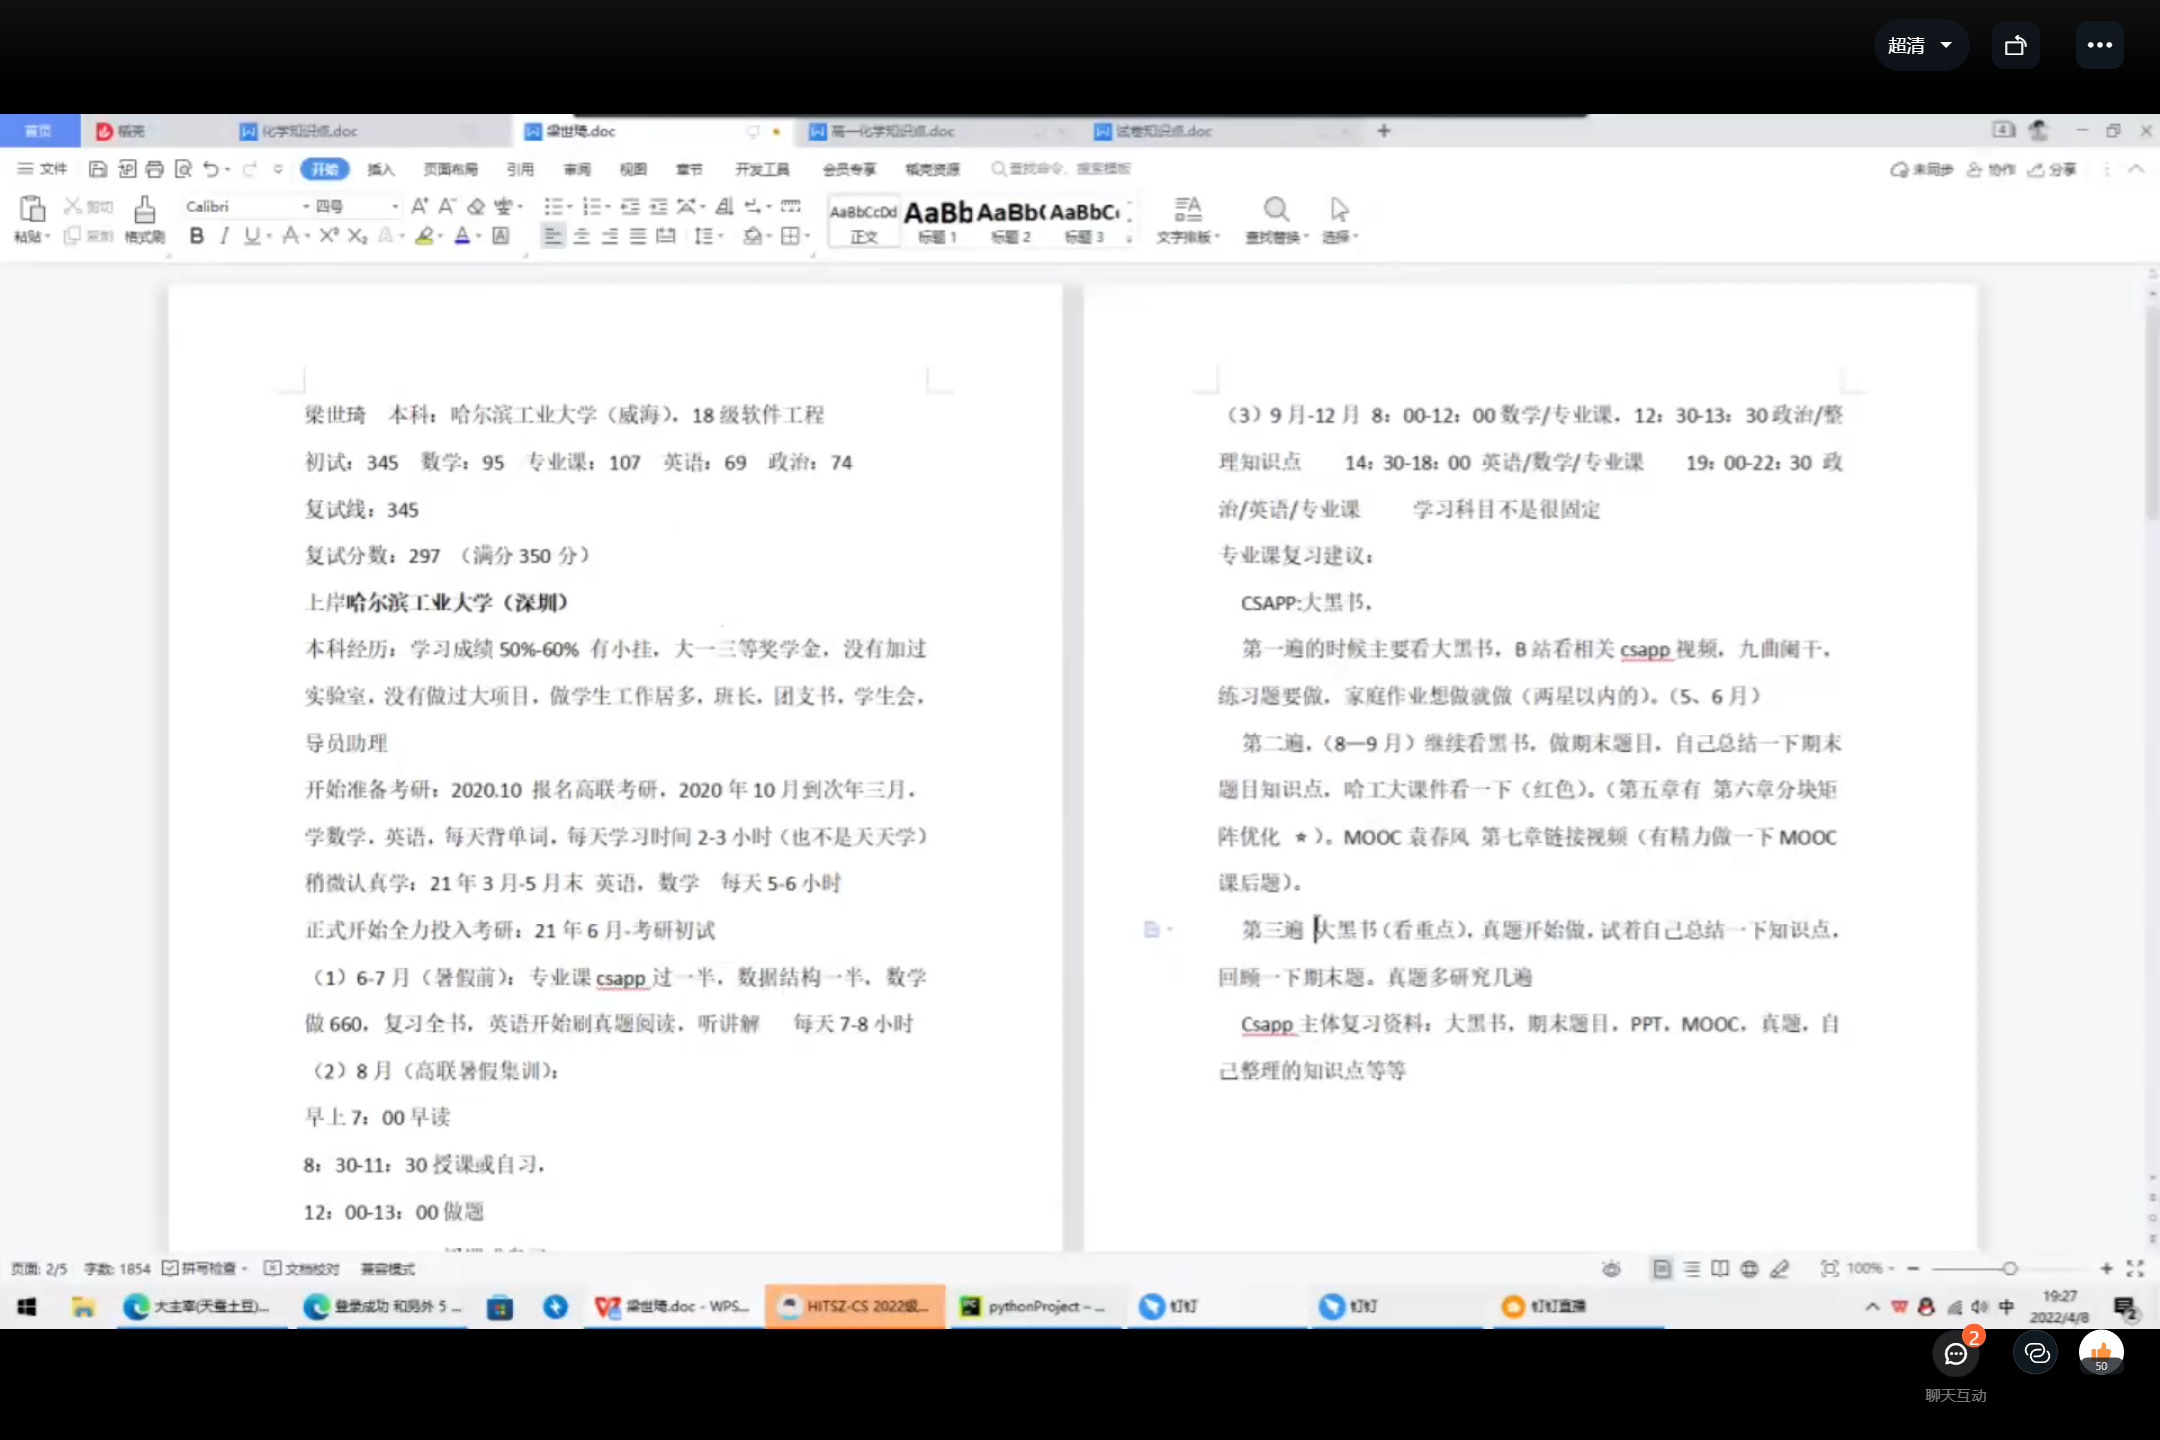 超清
首页
稻壳
化学知识点.doc
梁世琦.doc
高一化学知识点.doc
试卷知识点.doc
文件
开始
插入
页面布局
引用
审阅
视图
章节
开发工具
会员专享
稻壳资源
查找命令、搜索模板
未同步
协作
分享
粘贴
剪切
复制
格式刷
Calibri
四号
AaBbCcDd
正文
标题 1
标题 2
标题 3
文字排版
查找替换
选择
梁世琦 本科：哈尔滨工业大学（威海），18 级软件工程
初试：345 数学：95 专业课：107 英语：69 政治：74
复试线：345
复试分数：297 （满分 350 分）
上岸哈尔滨工业大学（深圳）
本科经历：学习成绩 50%-60% 有小挂，大一三等奖学金，没有加过
实验室，没有做过大项目，做学生工作居多，班长，团支书，学生会，
导员助理
开始准备考研：2020.10 报名高联考研，2020 年 10 月到次年三月，
学数学，英语，每天背单词，每天学习时间 2-3 小时（也不是天天学）
稍微认真学：21 年 3 月-5 月末 英语，数学 每天 5-6 小时
正式开始全力投入考研：21 年 6 月-考研初试
（1）6-7 月（暑假前）：专业课 csapp 过一半，数据结构一半，数学
做 660，复习全书，英语开始刷真题阅读，听讲解 每天 7-8 小时
（2）8 月（高联暑假集训）：
早上 7：00 早读
8：30-11：30 授课或自习，
12：00-13：00 做题
（3）9 月-12 月 8：00-12：00 数学/专业课，12：30-13：30 政治/整
理知识点 14：30-18：00 英语/数学/专业课 19：00-22：30 政
治/英语/专业课 学习科目不是很固定
专业课复习建议：
CSAPP:大黑书，
第一遍的时候主要看大黑书，B 站看相关 csapp 视频，九曲阑干，
练习题要做，家庭作业想做就做（两星以内的）。（5、6 月）
第二遍，（8—9 月）继续看黑书，做期末题目，自己总结一下期末
题目知识点，哈工大课件看一下（红色）。（第五章有 第六章分块矩
阵优化 ★）。MOOC 袁春风 第七章链接视频（有精力做一下 MOOC
课后题）。
第三遍 大黑书（看重点），真题开始做，试着自己总结一下知识点，
回顾一下期末题。真题多研究几遍
Csapp 主体复习资料：大黑书，期末题目，PPT，MOOC，真题，自
己整理的知识点等等
页面: 2/5
字数: 1854
拼写检查
文档校对
兼容模式
100%
大主宰(天蚕土豆)...
登录成功 和另外 5 ...
梁世琦.doc - WPS...
HITSZ-CS 2022级...
pythonProject – ...
钉钉
钉钉
钉钉直播
中
19:27
2022/4/8
2
2
50
聊天互动